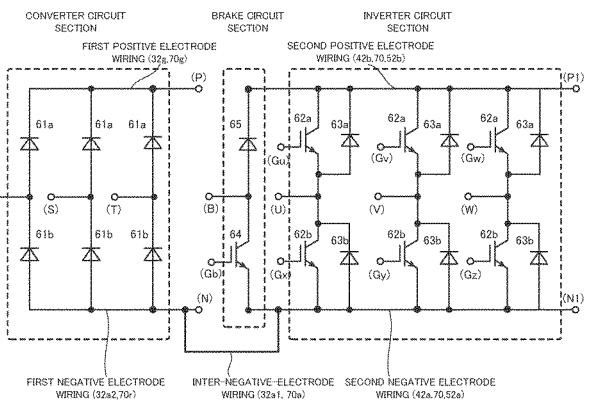 CONVERTER CIRCUIT
SECTION
BRAKE CIRCUIT
SECTION
INVERTER CIRCUIT
SECTION
FIRST POSITIVE ELECTRODE
WIRING (32g,70g)
SECOND POSITIVE ELECTRODE
WIRING (42b,70,52b)
(P)
(P1)
61a
61a
61a
65
62a
63a
62a
63a
62a
63a
(Gu)
(Gv)
(Gw)
(S)
(T)
(B)
(U)
(V)
(W)
61b
61b
61b
64
62b
63b
62b
63b
62b
63b
(Gb)
(Gx)
(Gy)
(Gz)
(N)
(N1)
FIRST NEGATIVE ELECTRODE
WIRING (32a2,70r)
INTER-NEGATIVE-ELECTRODE
WIRING (32a1, 70a)
SECOND NEGATIVE ELECTRODE
WIRING (42a,70,52a)